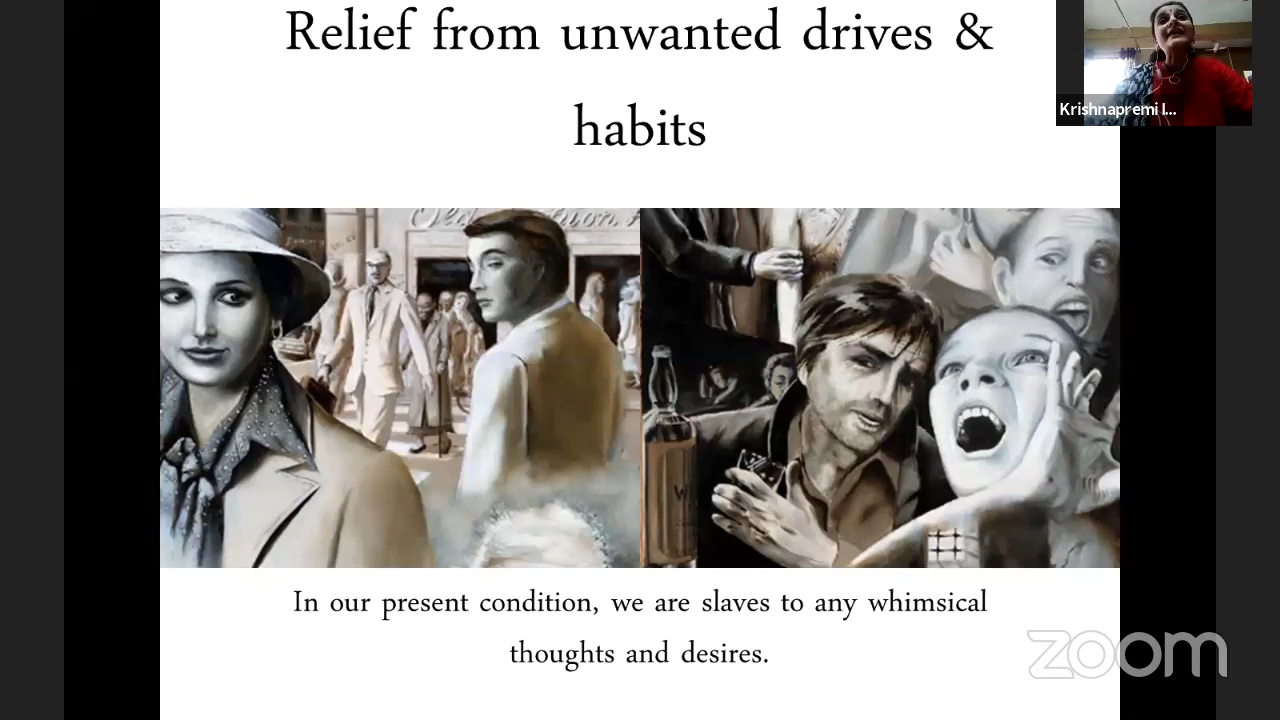 Relief from unwanted drives &
habits
Krishnapremi I...
Old
W
In our present condition, we are slaves to any whimsical
thoughts and desires.
zoom